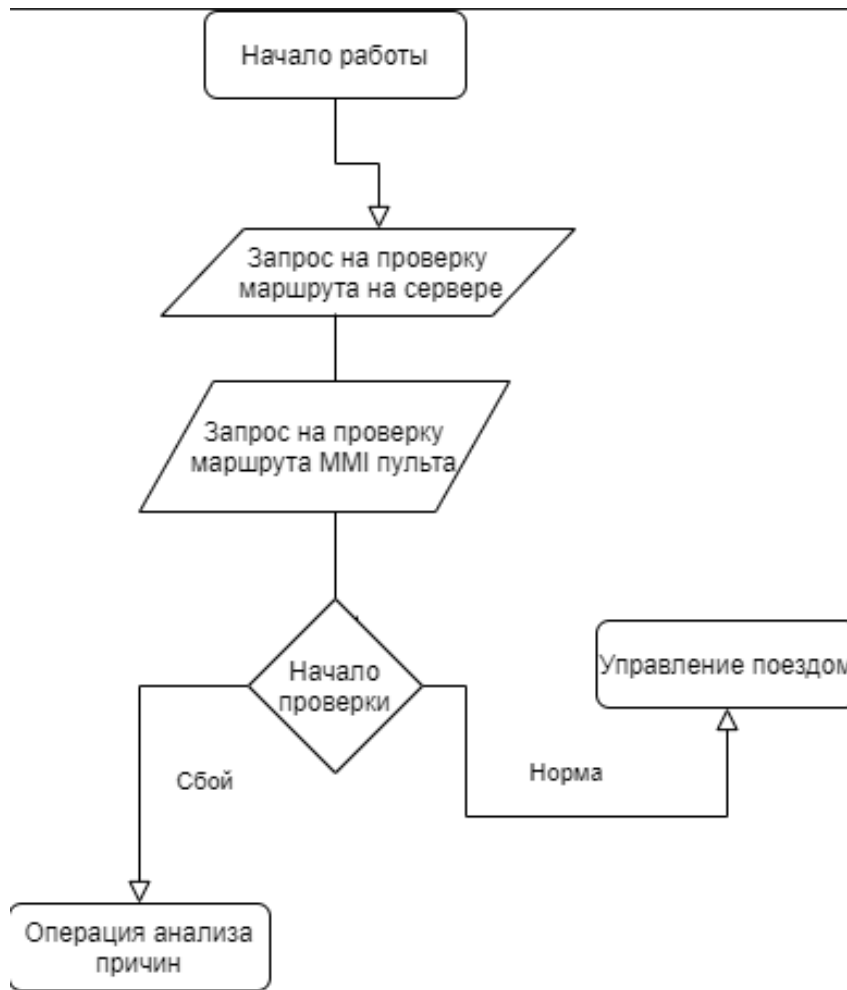 Начало работы
Запрос на проверку
маршрута на сервере
Запрос на проверку
маршрута MMI пульта
Начало
проверки
Управление поездом
Сбой
Норма
Операция анализа
причин